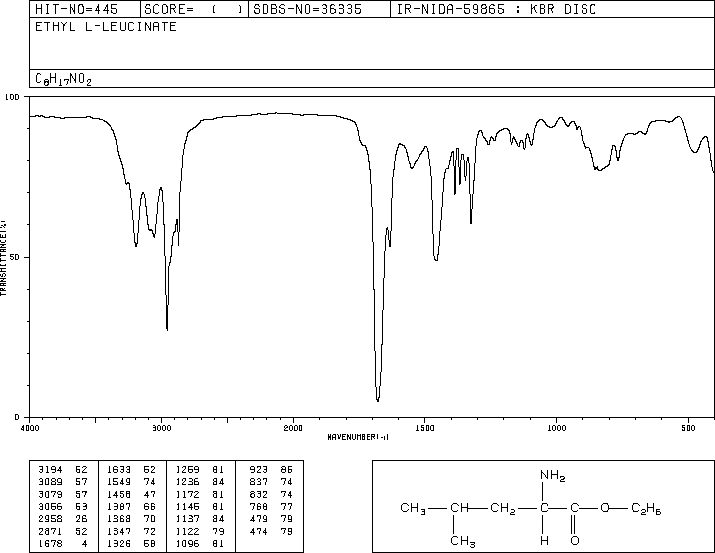 HIT-NO=445 SCORE= ( ) SDBS-NO=36335 IR-NIDA-59865 : KBR DISC
ETHYL L-LEUCINATE
C8H17NO2
100
50
0
TRANSMITTANCE(%)
4000 3000 2000 1500 1000 500
WAVENUMBER(-1)
3194 52 1633 52 1259 81 923 86
3089 57 1549 74 1236 84 837 74
3079 57 1458 47 1172 81 832 74
3056 53 1387 66 1145 81 768 77
2958 26 1368 70 1137 84 479 79
2871 52 1347 72 1122 79 474 79
1678 4 1326 58 1096 81
NH2
CH3 CH CH2 C C O C2H5
CH3 H O